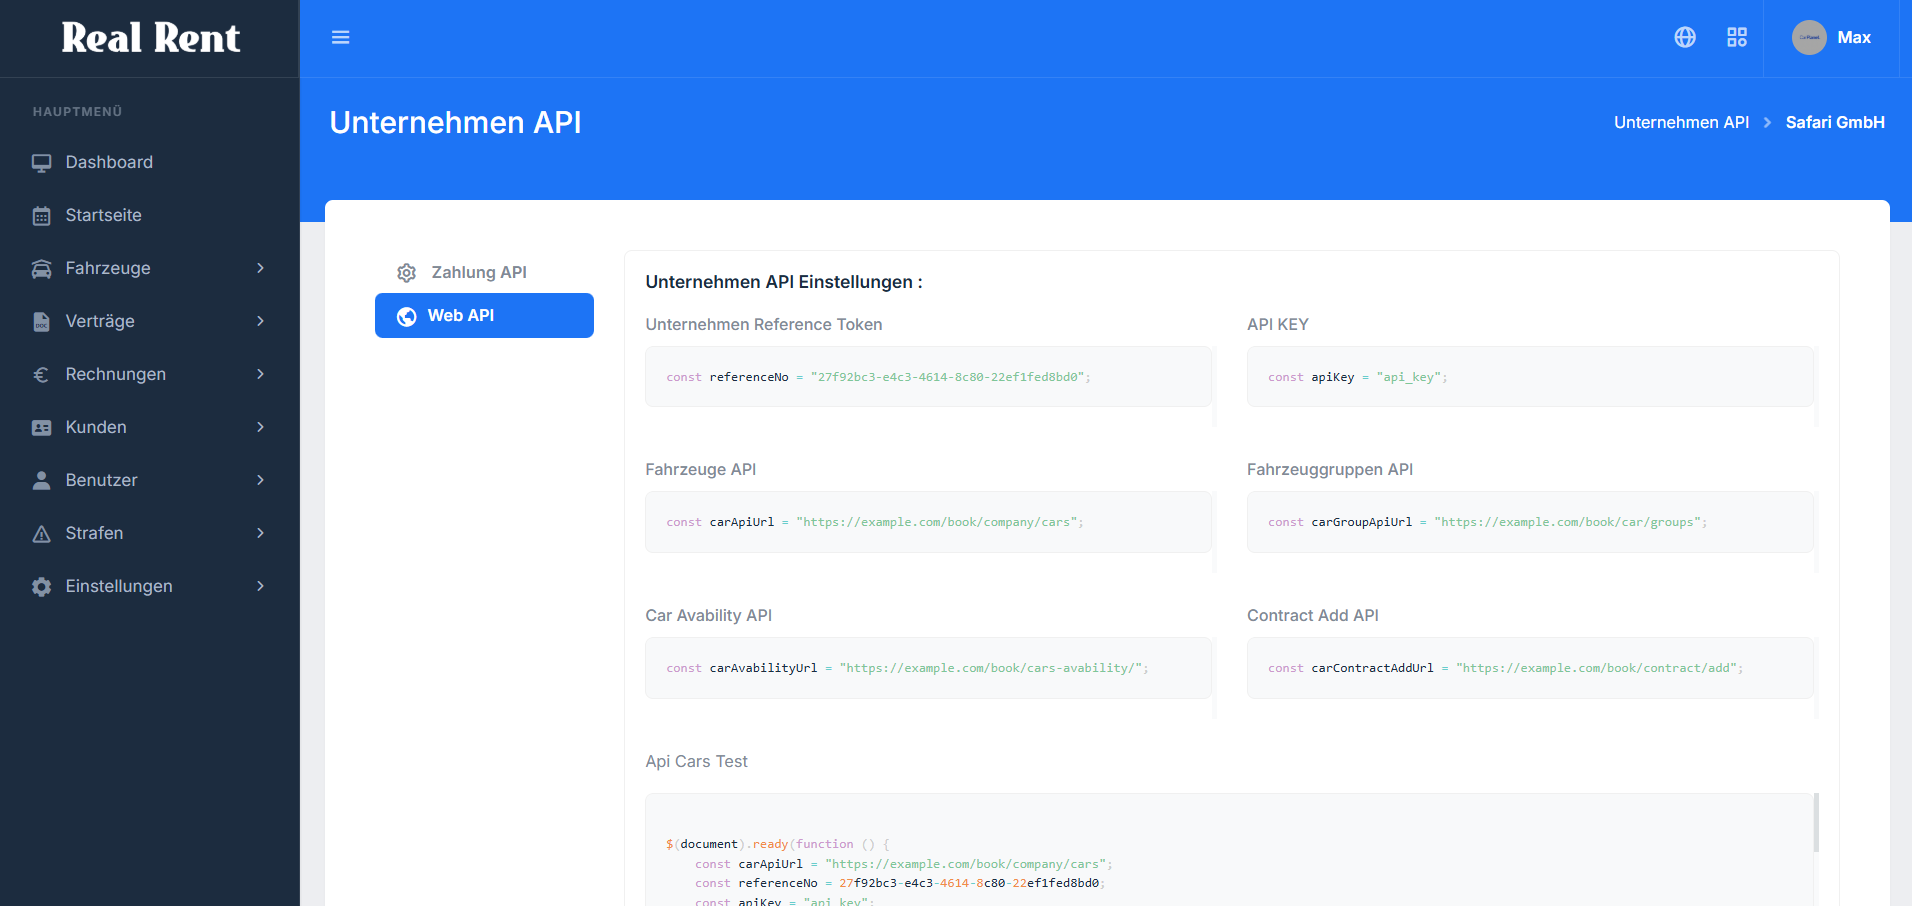 Real Rent
Max
Unternehmen API
Unternehmen API > Safari GmbH
HAUPTMENÜ
Dashboard
Startseite
Fahrzeuge
Verträge
Rechnungen
Kunden
Benutzer
Strafen
Einstellungen
Zahlung API
Web API
Unternehmen API Einstellungen :
Unternehmen Reference Token
const referenceNo = "27f92bc3-e4c3-4614-8c80-22ef1fed8bd0";
API KEY
const apiKey = "api_key";
Fahrzeuge API
const carApiUrl = "https://example.com/book/company/cars";
Fahrzeuggruppen API
const carGroupApiUrl = "https://example.com/book/car/groups";
Car Avability API
const carAvabilityUrl = "https://example.com/book/cars-avability/";
Contract Add API
const carContractAddUrl = "https://example.com/book/contract/add";
Api Cars Test
$(document).ready(function () {
const carApiUrl = "https://example.com/book/company/cars";
const referenceNo = 27f92bc3-e4c3-4614-8c80-22ef1fed8bd0;
const apiKey = "api_key";